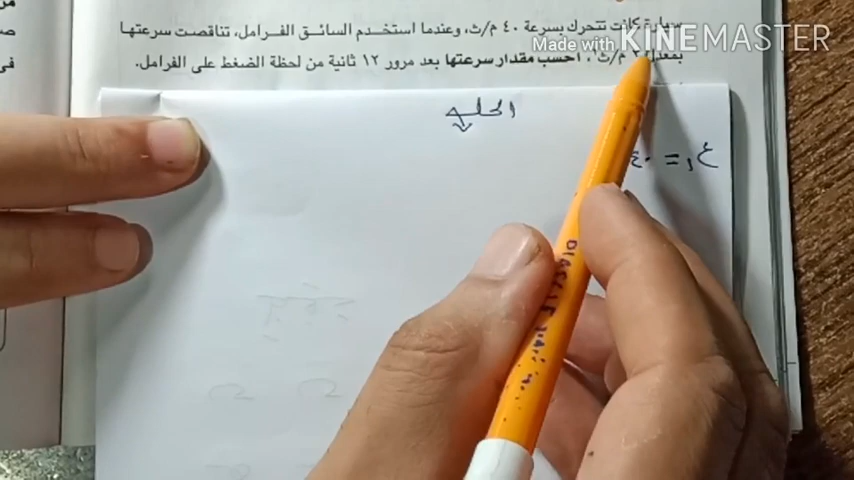 سيارة كانت تتحرك بسرعة ٤٠ م/ث، وعندما استخدم السائق الفرامل، تناقصت سرعتها
Made with KINEMASTER
بمعدل م/ث٢، احسب مقدار سرعتها بعد مرور ١٢ ثانية من لحظة الضغط على الفرامل.
الحل
ع١ = ٤٠